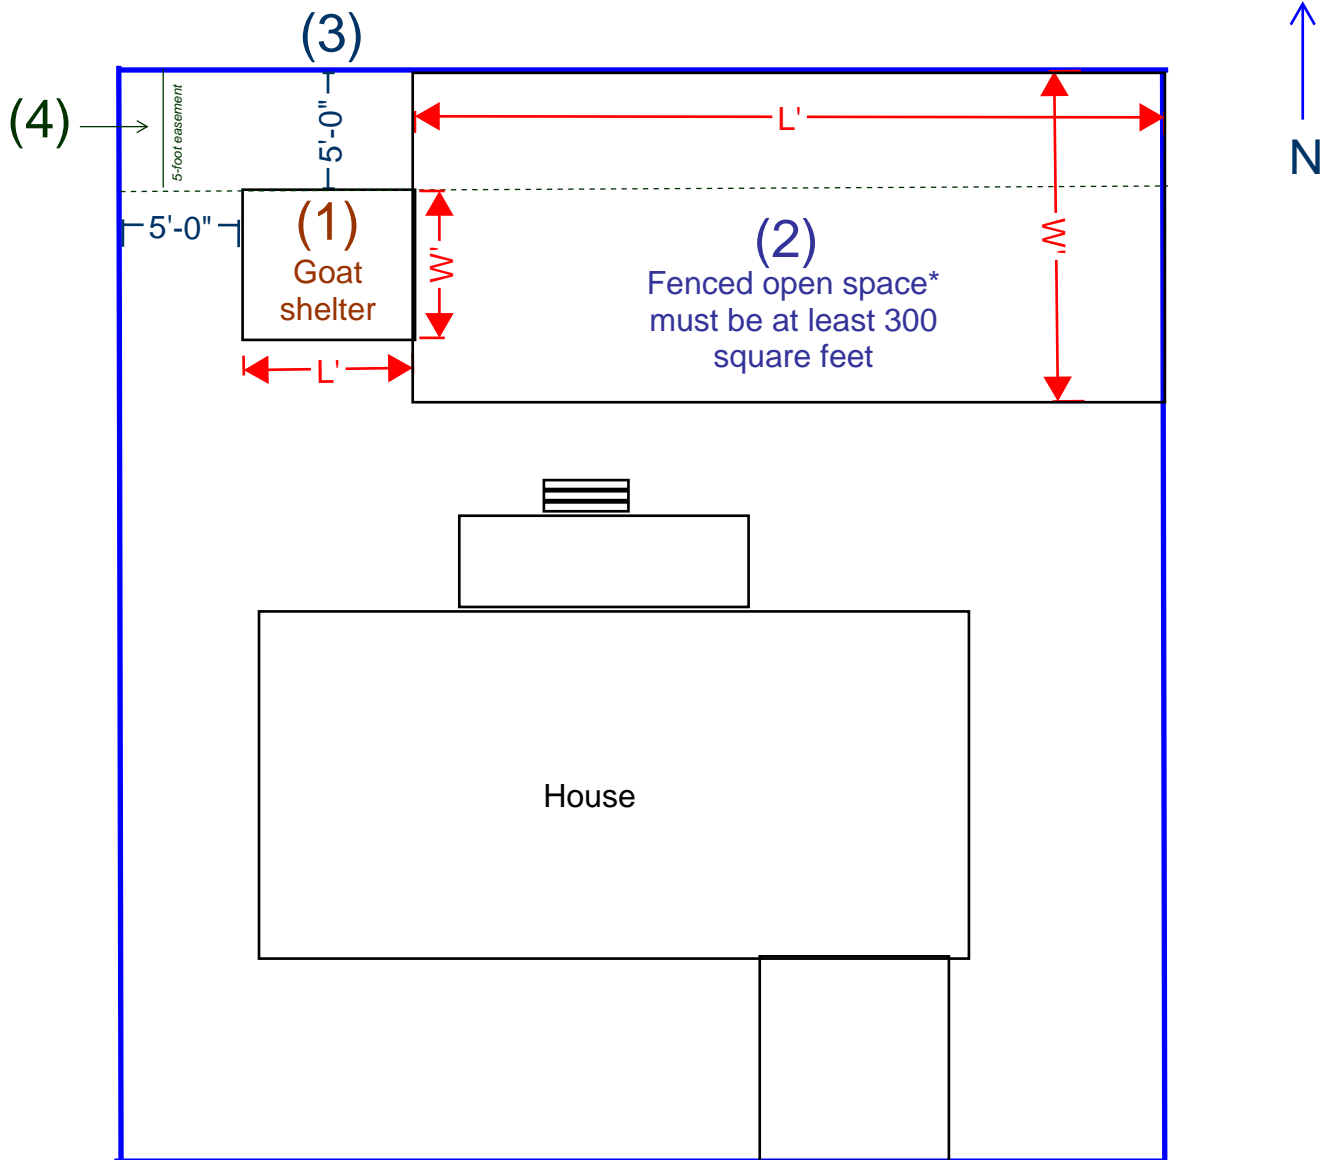 (3)
(4)
5-foot easement
5'-0"
L'
N
5'-0"
(1)
Goat
shelter
W'
(2)
Fenced open space*
must be at least 300
square feet
W'
L'
House